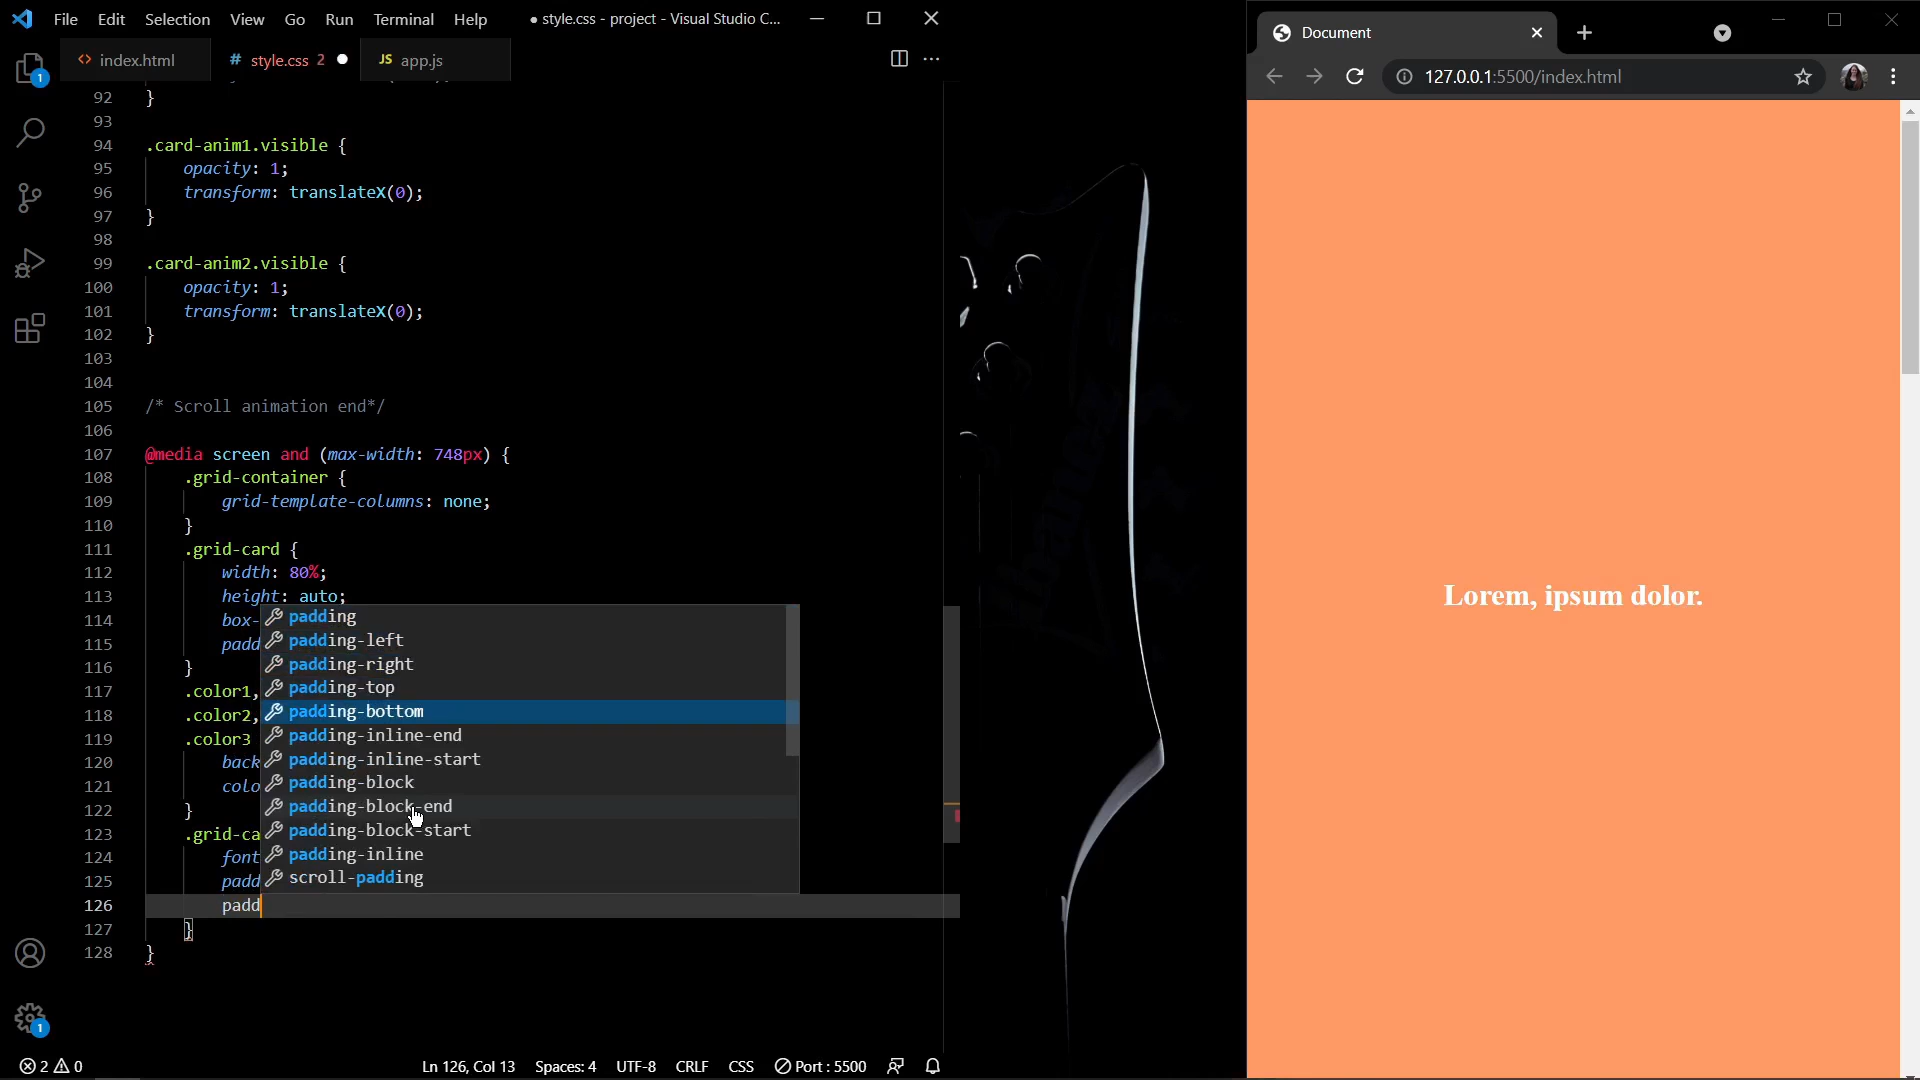 File Edit Selection View Go Run Terminal Help ● style.css - project - Visual Studio C...
<> index.html # style.css 2 ● JS app.js
92 }
93
94 .card-anim1.visible {
95 opacity: 1;
96 transform: translateX(0);
97 }
98
99 .card-anim2.visible {
100 opacity: 1;
101 transform: translateX(0);
102 }
103
104
105 /* Scroll animation end*/
106
107 @media screen and (max-width: 748px) {
108 .grid-container {
109 grid-template-columns: none;
110 }
111 .grid-card {
112 width: 80%;
113 height: auto;
114 box-
115 padd
116 }
117 .color1,
118 .color2,
119 .color3
120 back
121 colo
122 }
123 .grid-ca
124 font
125 padd
126 padd
127 }
128 }
padding
padding-left
padding-right
padding-top
padding-bottom
padding-inline-end
padding-inline-start
padding-block
padding-block-end
padding-block-start
padding-inline
scroll-padding
1
1
2 0 Ln 126, Col 13 Spaces: 4 UTF-8 CRLF CSS Port : 5500
Document
127.0.0.1:5500/index.html
Lorem, ipsum dolor.